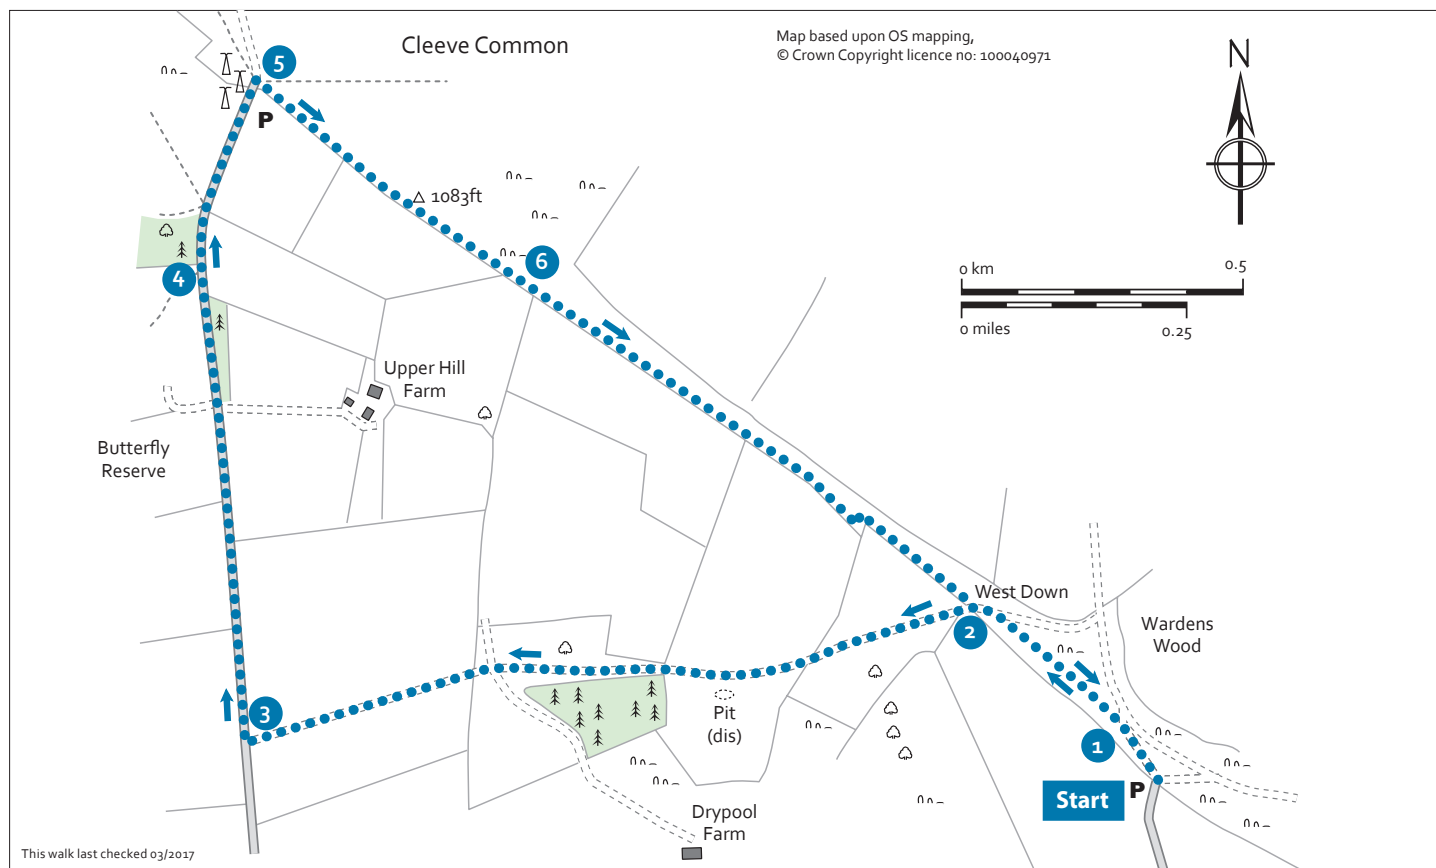 Cleeve Common
Map based upon OS mapping,
© Crown Copyright licence no: 100040971
N
5
P
1083ft
6
4
0 km
0.5
0 miles
0.25
Upper Hill
Farm
Butterfly
Reserve
West Down
2
Wardens
Wood
3
Pit
(dis)
1
Start
P
Drypool
Farm
This walk last checked 03/2017